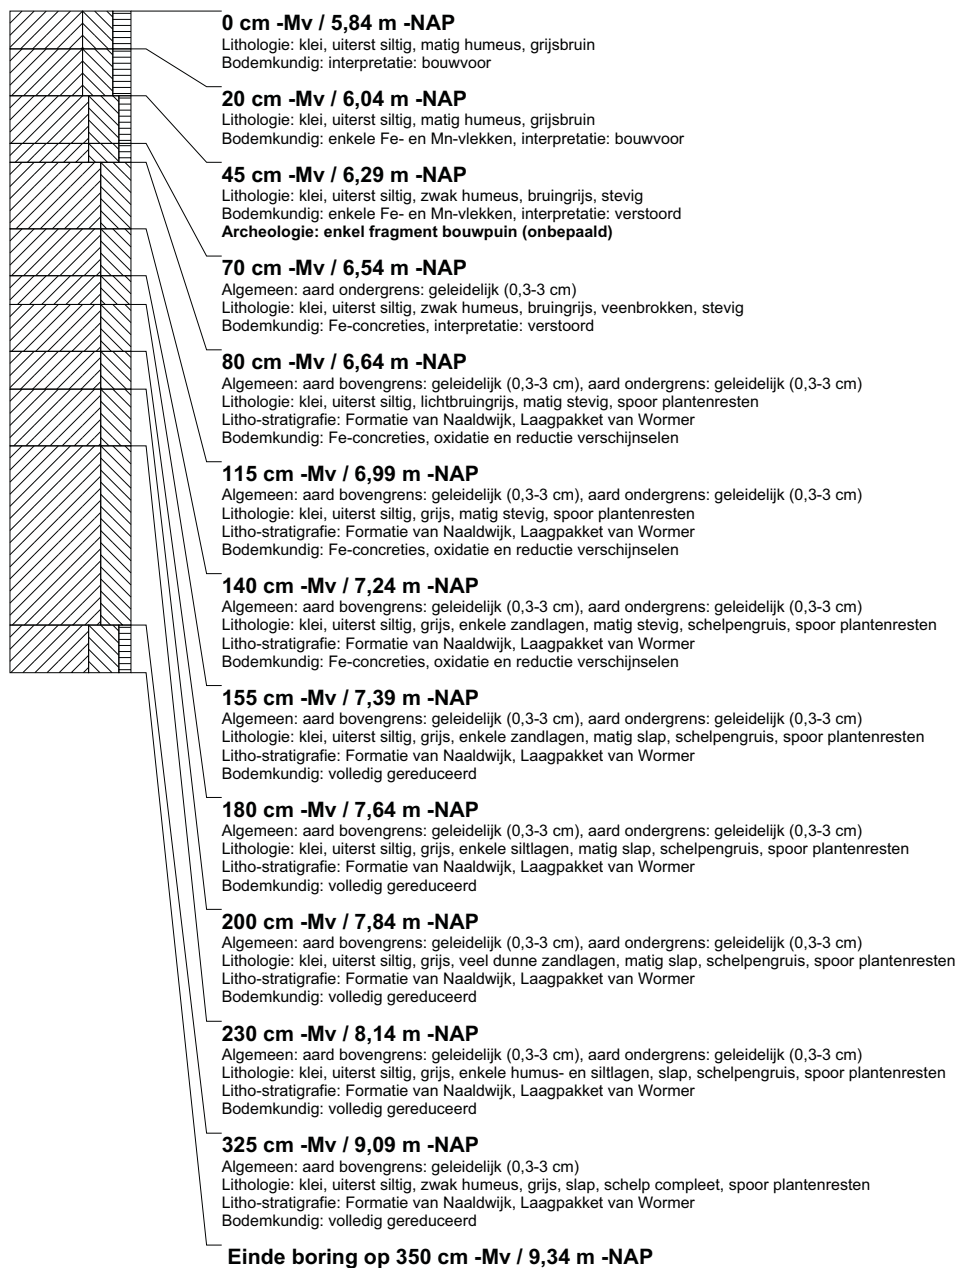 0 cm -Mv / 5,84 m -NAP
Lithologie: klei, uiterst siltig, matig humeus, grijsbruin
Bodemkundig: interpretatie: bouwvoor
20 cm -Mv / 6,04 m -NAP
Lithologie: klei, uiterst siltig, matig humeus, grijsbruin
Bodemkundig: enkele Fe- en Mn-vlekken, interpretatie: bouwvoor
45 cm -Mv / 6,29 m -NAP
Lithologie: klei, uiterst siltig, zwak humeus, bruingrijs, stevig
Bodemkundig: enkele Fe- en Mn-vlekken, interpretatie: verstoord
Archeologie: enkel fragment bouwpuin (onbepaald)
70 cm -Mv / 6,54 m -NAP
Algemeen: aard ondergrens: geleidelijk (0,3-3 cm)
Lithologie: klei, uiterst siltig, zwak humeus, bruingrijs, veenbrokken, stevig
Bodemkundig: Fe-concreties, interpretatie: verstoord
80 cm -Mv / 6,64 m -NAP
Algemeen: aard bovengrens: geleidelijk (0,3-3 cm), aard ondergrens: geleidelijk (0,3-3 cm)
Lithologie: klei, uiterst siltig, lichtbruingrijs, matig stevig, spoor plantenresten
Litho-stratigrafie: Formatie van Naaldwijk, Laagpakket van Wormer
Bodemkundig: Fe-concreties, oxidatie en reductie verschijnselen
115 cm -Mv / 6,99 m -NAP
Algemeen: aard bovengrens: geleidelijk (0,3-3 cm), aard ondergrens: geleidelijk (0,3-3 cm)
Lithologie: klei, uiterst siltig, grijs, matig stevig, spoor plantenresten
Litho-stratigrafie: Formatie van Naaldwijk, Laagpakket van Wormer
Bodemkundig: Fe-concreties, oxidatie en reductie verschijnselen
140 cm -Mv / 7,24 m -NAP
Algemeen: aard bovengrens: geleidelijk (0,3-3 cm), aard ondergrens: geleidelijk (0,3-3 cm)
Lithologie: klei, uiterst siltig, grijs, enkele zandlagen, matig stevig, schelpengruis, spoor plantenresten
Litho-stratigrafie: Formatie van Naaldwijk, Laagpakket van Wormer
Bodemkundig: Fe-concreties, oxidatie en reductie verschijnselen
155 cm -Mv / 7,39 m -NAP
Algemeen: aard bovengrens: geleidelijk (0,3-3 cm), aard ondergrens: geleidelijk (0,3-3 cm)
Lithologie: klei, uiterst siltig, grijs, enkele zandlagen, matig slap, schelpengruis, spoor plantenresten
Litho-stratigrafie: Formatie van Naaldwijk, Laagpakket van Wormer
Bodemkundig: volledig gereduceerd
180 cm -Mv / 7,64 m -NAP
Algemeen: aard bovengrens: geleidelijk (0,3-3 cm), aard ondergrens: geleidelijk (0,3-3 cm)
Lithologie: klei, uiterst siltig, grijs, enkele siltlagen, matig slap, schelpengruis, spoor plantenresten
Litho-stratigrafie: Formatie van Naaldwijk, Laagpakket van Wormer
Bodemkundig: volledig gereduceerd
200 cm -Mv / 7,84 m -NAP
Algemeen: aard bovengrens: geleidelijk (0,3-3 cm), aard ondergrens: geleidelijk (0,3-3 cm)
Lithologie: klei, uiterst siltig, grijs, veel dunne zandlagen, matig slap, schelpengruis, spoor plantenresten
Litho-stratigrafie: Formatie van Naaldwijk, Laagpakket van Wormer
Bodemkundig: volledig gereduceerd
230 cm -Mv / 8,14 m -NAP
Algemeen: aard bovengrens: geleidelijk (0,3-3 cm), aard ondergrens: geleidelijk (0,3-3 cm)
Lithologie: klei, uiterst siltig, grijs, enkele humus- en siltlagen, slap, schelpengruis, spoor plantenresten
Litho-stratigrafie: Formatie van Naaldwijk, Laagpakket van Wormer
Bodemkundig: volledig gereduceerd
325 cm -Mv / 9,09 m -NAP
Algemeen: aard bovengrens: geleidelijk (0,3-3 cm)
Lithologie: klei, uiterst siltig, zwak humeus, grijs, slap, schelp compleet, spoor plantenresten
Litho-stratigrafie: Formatie van Naaldwijk, Laagpakket van Wormer
Bodemkundig: volledig gereduceerd
Einde boring op 350 cm -Mv / 9,34 m -NAP